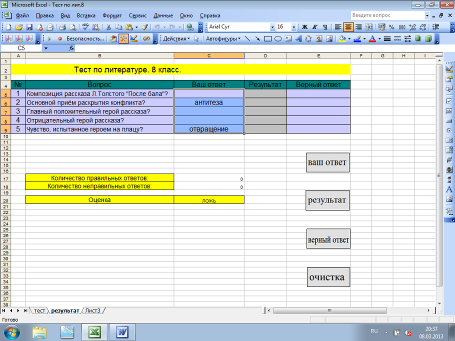 Microsoft Excel - Тест по лит8
Файл Правка Вид Вставка Формат Сервис Данные Окно Справка
Введите вопрос
Arial Cyr 16 Ж К Ч
Безопасность... Действия Автофигуры
C5 fx
A B C D E F G H I
Тест по литературе. 8 класс.
№ Вопрос Ваш ответ Результат Верный ответ
1 Композиция рассказа Л.Толстого "После бала"?
2 Основной приём раскрытия конфликта? антитеза
3 Главный положительный герой рассказа?
4 Отрицательный герой рассказа?
5 Чувство, испытанное героем на плацу? отвращение
ваш ответ
Количество правильных ответов: 0
Количество неправильных ответов: 0
результат
Оценка ложь
верный ответ
очистка
тест результат Лист3
Готово
RU 20:37
08.03.2013